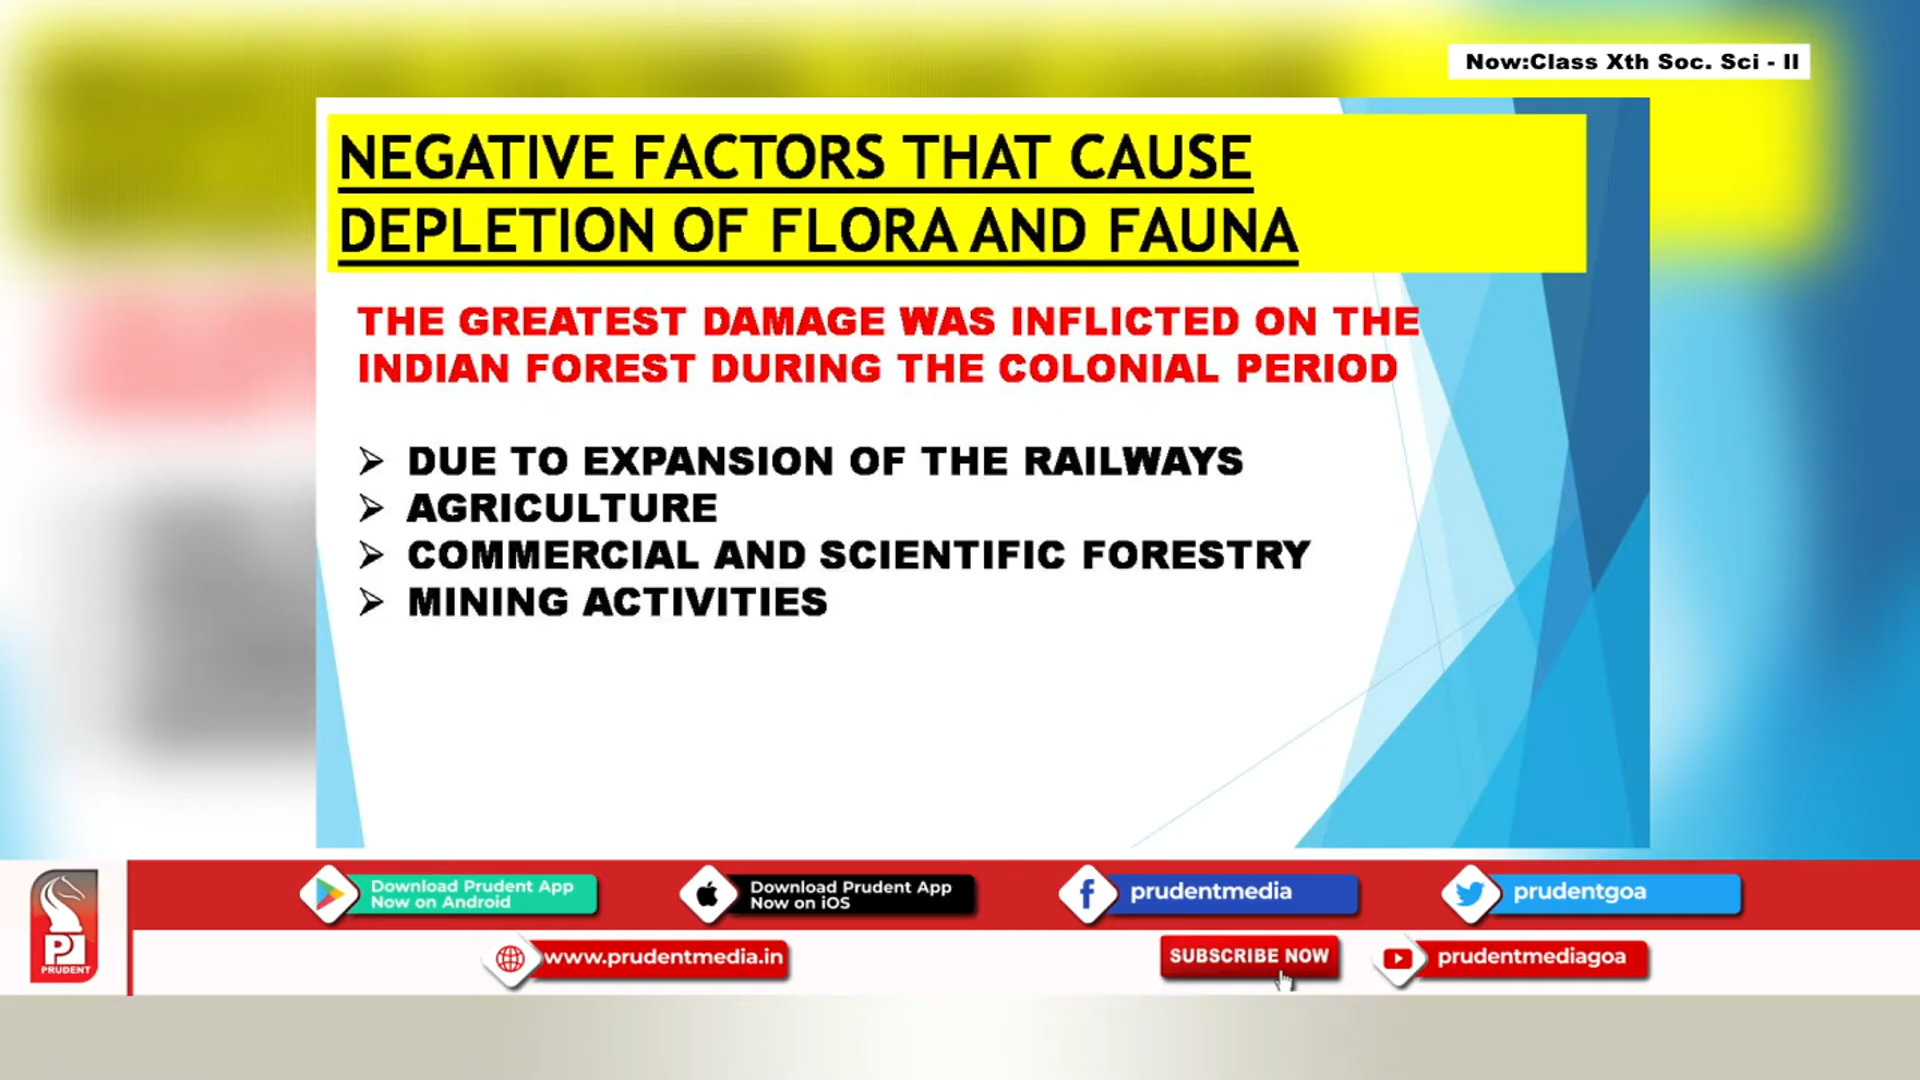 Now:Class Xth Soc. Sci - II
NEGATIVE FACTORS THAT CAUSE
DEPLETION OF FLORA AND FAUNA
THE GREATEST DAMAGE WAS INFLICTED ON THE
INDIAN FOREST DURING THE COLONIAL PERIOD
➢ DUE TO EXPANSION OF THE RAILWAYS
➢ AGRICULTURE
➢ COMMERCIAL AND SCIENTIFIC FORESTRY
➢ MINING ACTIVITIES
Download Prudent App
Now on Android
Download Prudent App
Now on iOS
prudentmedia
prudentgoa
PRUDENT
www.prudentmedia.in
SUBSCRIBE NOW
prudentmediagoa